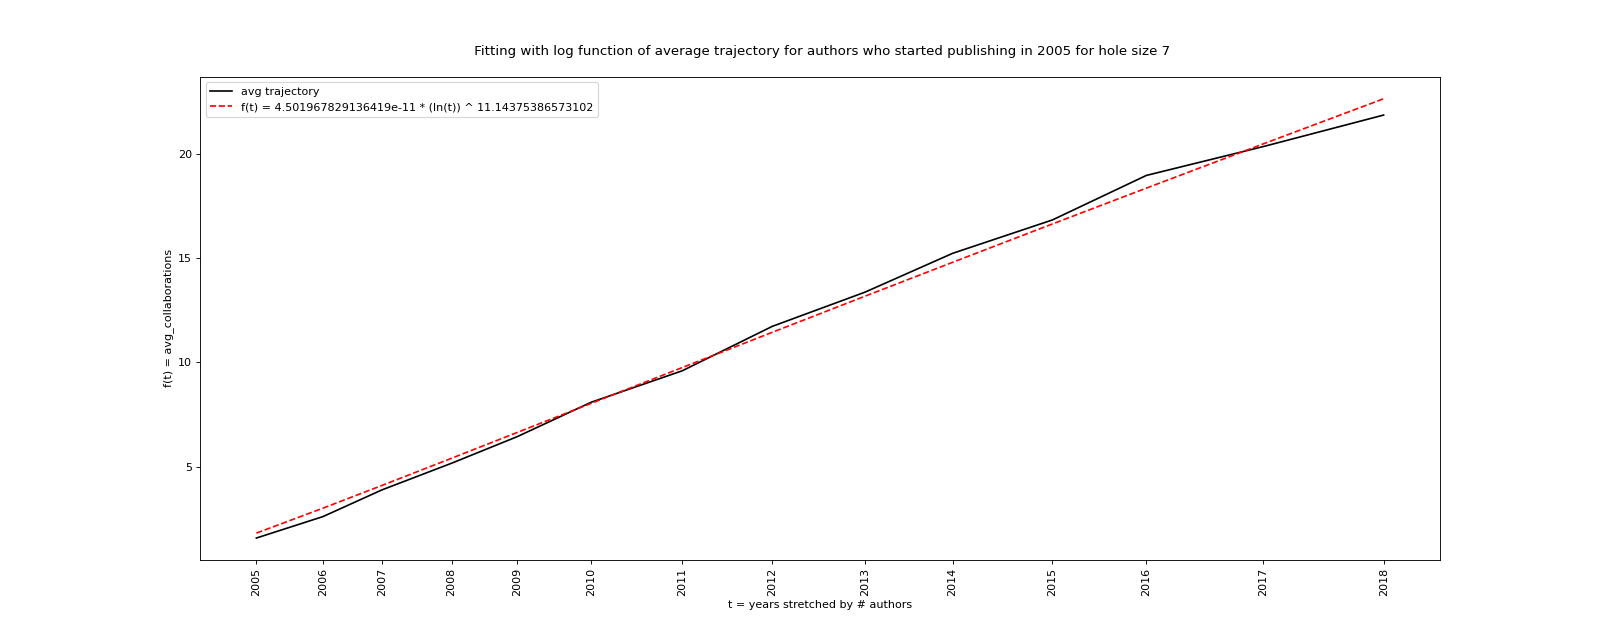 Fitting with log function of average trajectory for authors who started publishing in 2005 for hole size 7
avg trajectory
f(t) = 4.501967829136419e-11 * (ln(t)) ^ 11.14375386573102
20
15
10
5
f(t) = avg_collaborations
2005 2006 2007 2008 2009 2010 2011 2012 2013 2014 2015 2016 2017 2018
t = years stretched by # authors